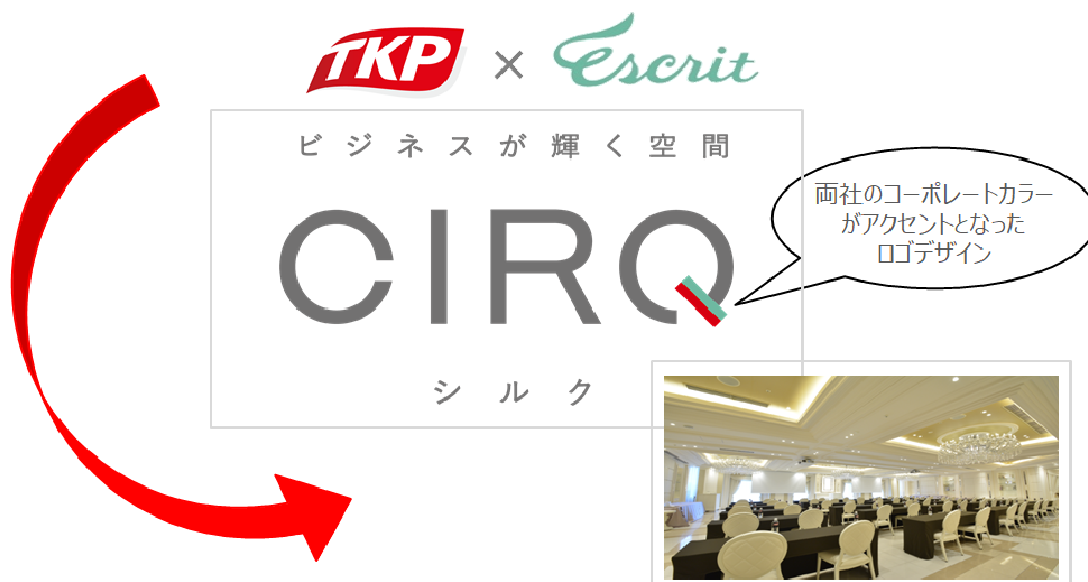 TKP × Escrit
ビジネスが輝く空間
CIRQ
シルク
両社のコーポレートカラー
がアクセントとなった
ロゴデザイン